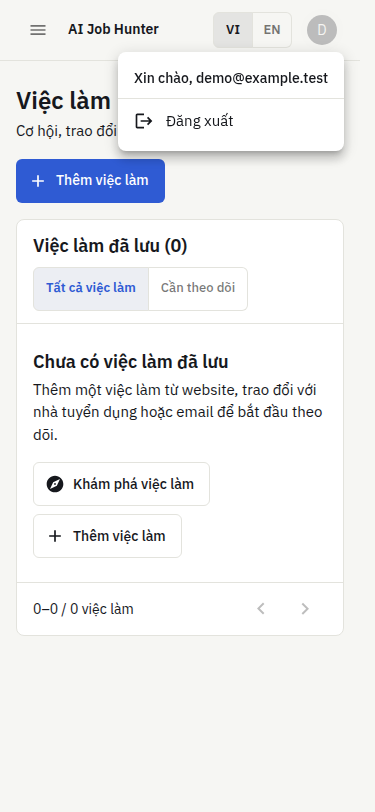 AI Job Hunter
VI
EN
D
Xin chào, demo@example.test
Đăng xuất
Việc làm
Cơ hội, trao đổi
Thêm việc làm
Việc làm đã lưu (0)
Tất cả việc làm
Cần theo dõi
Chưa có việc làm đã lưu
Thêm một việc làm từ website, trao đổi với
nhà tuyển dụng hoặc email để bắt đầu theo
dõi.
Khám phá việc làm
Thêm việc làm
0–0 / 0 việc làm